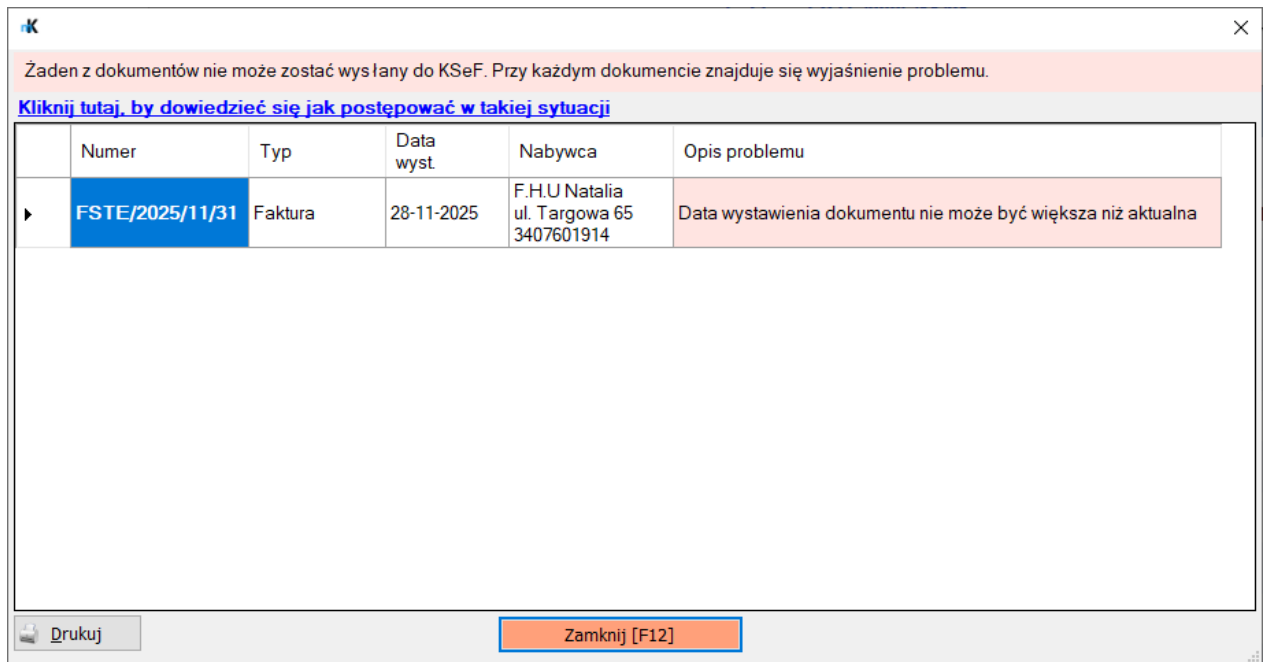 nK
Żaden z dokumentów nie może zostać wysłany do KSeF. Przy każdym dokumencie znajduje się wyjaśnienie problemu.
Kliknij tutaj, by dowiedzieć się jak postępować w takiej sytuacji
Numer Typ Data wyst. Nabywca Opis problemu
FSTE/2025/11/31 Faktura 28-11-2025 F.H.U Natalia ul. Targowa 65 3407601914 Data wystawienia dokumentu nie może być większa niż aktualna
Drukuj Zamknij [F12]